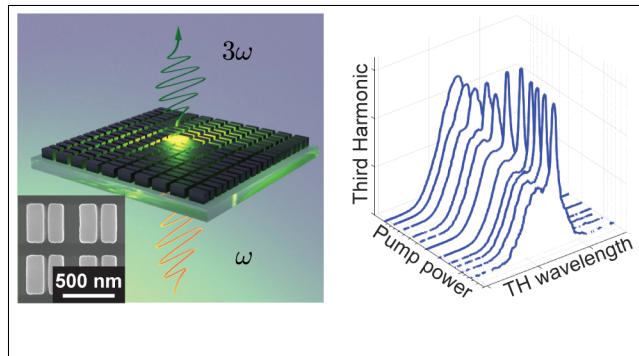 3ω
ω
500 nm
Third Harmonic
Pump power
TH wavelength